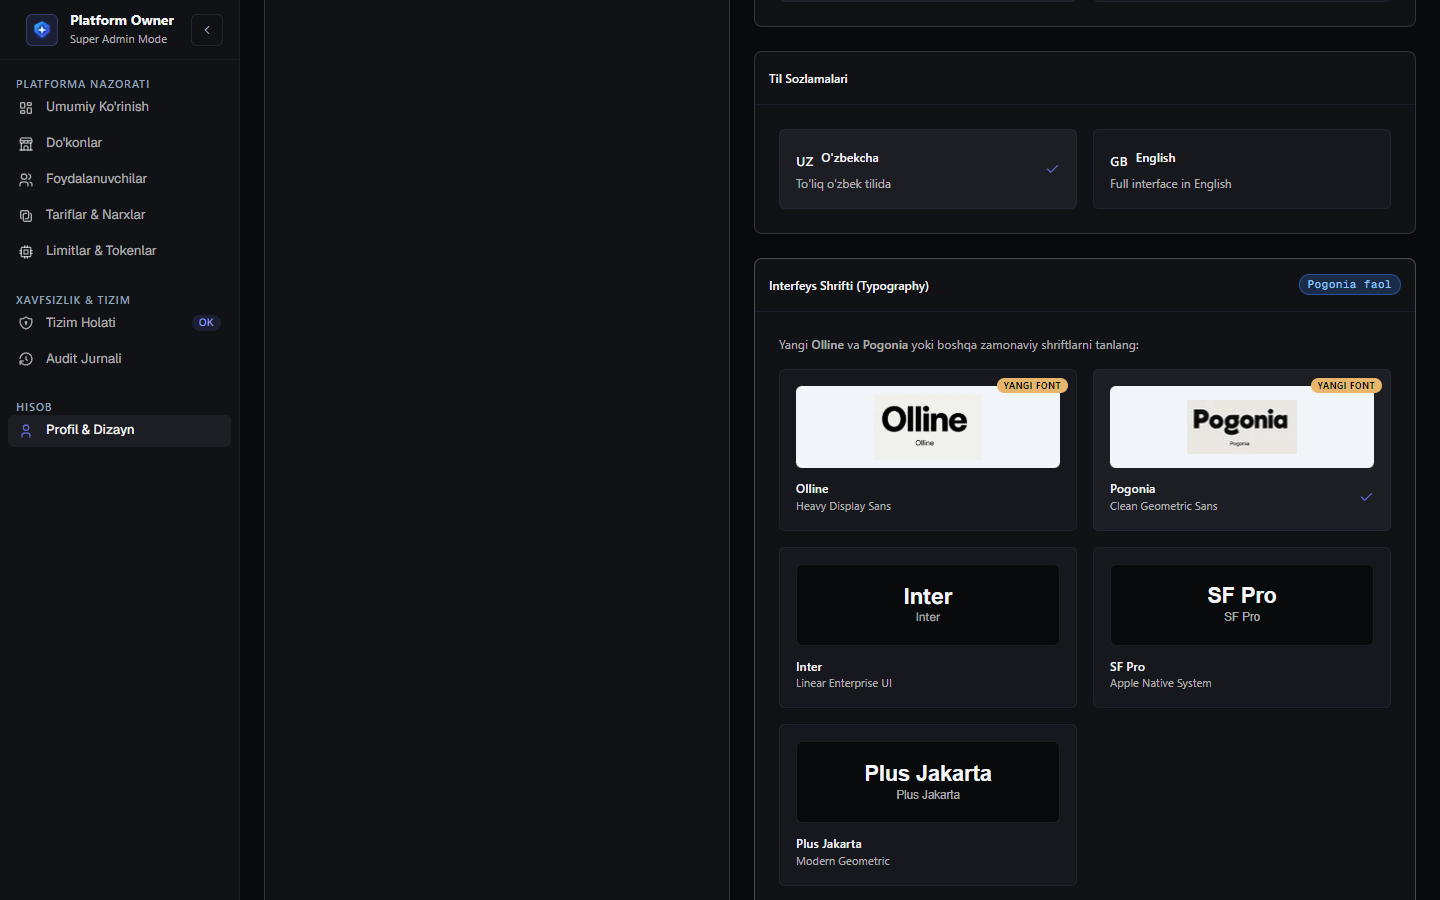 Platform Owner
Super Admin Mode
PLATFORMA NAZORATI
Umumiy Ko'rinish
Do'konlar
Foydalanuvchilar
Tariflar & Narxlar
Limitlar & Tokenlar
XAVFSIZLIK & TIZIM
Tizim Holati
OK
Audit Jurnali
HISOB
Profil & Dizayn
Til Sozlamalari
UZ O'zbekcha
To'liq o'zbek tilida
GB English
Full interface in English
Interfeys Shrifti (Typography)
Pogonia faol
Yangi Olline va Pogonia yoki boshqa zamonaviy shriftlarni tanlang:
YANGI FONT
Olline
Olline
Olline
Heavy Display Sans
YANGI FONT
Pogonia
Pogonia
Pogonia
Clean Geometric Sans
Inter
Inter
Inter
Linear Enterprise UI
SF Pro
SF Pro
SF Pro
Apple Native System
Plus Jakarta
Plus Jakarta
Plus Jakarta
Modern Geometric